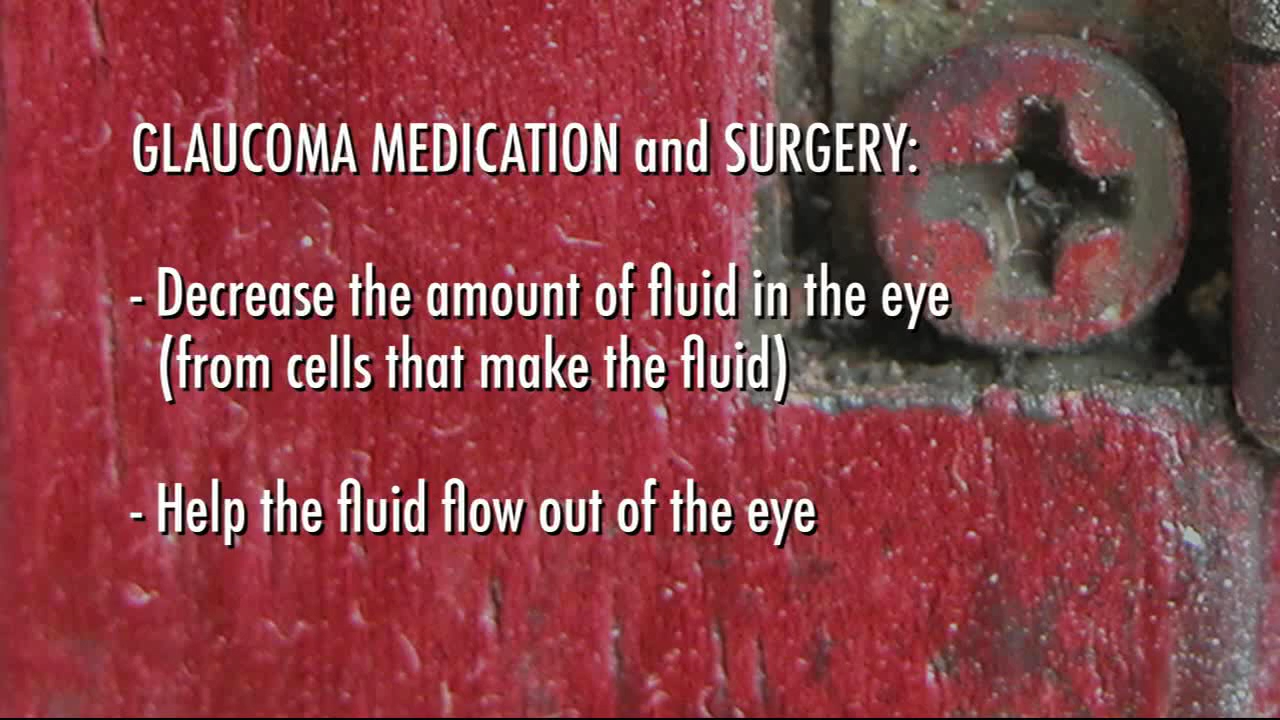 GLAUCOMA MEDICATION and SURGERY:
- Decrease the amount of fluid in the eye
(from cells that make the fluid)
- Help the fluid flow out of the eye